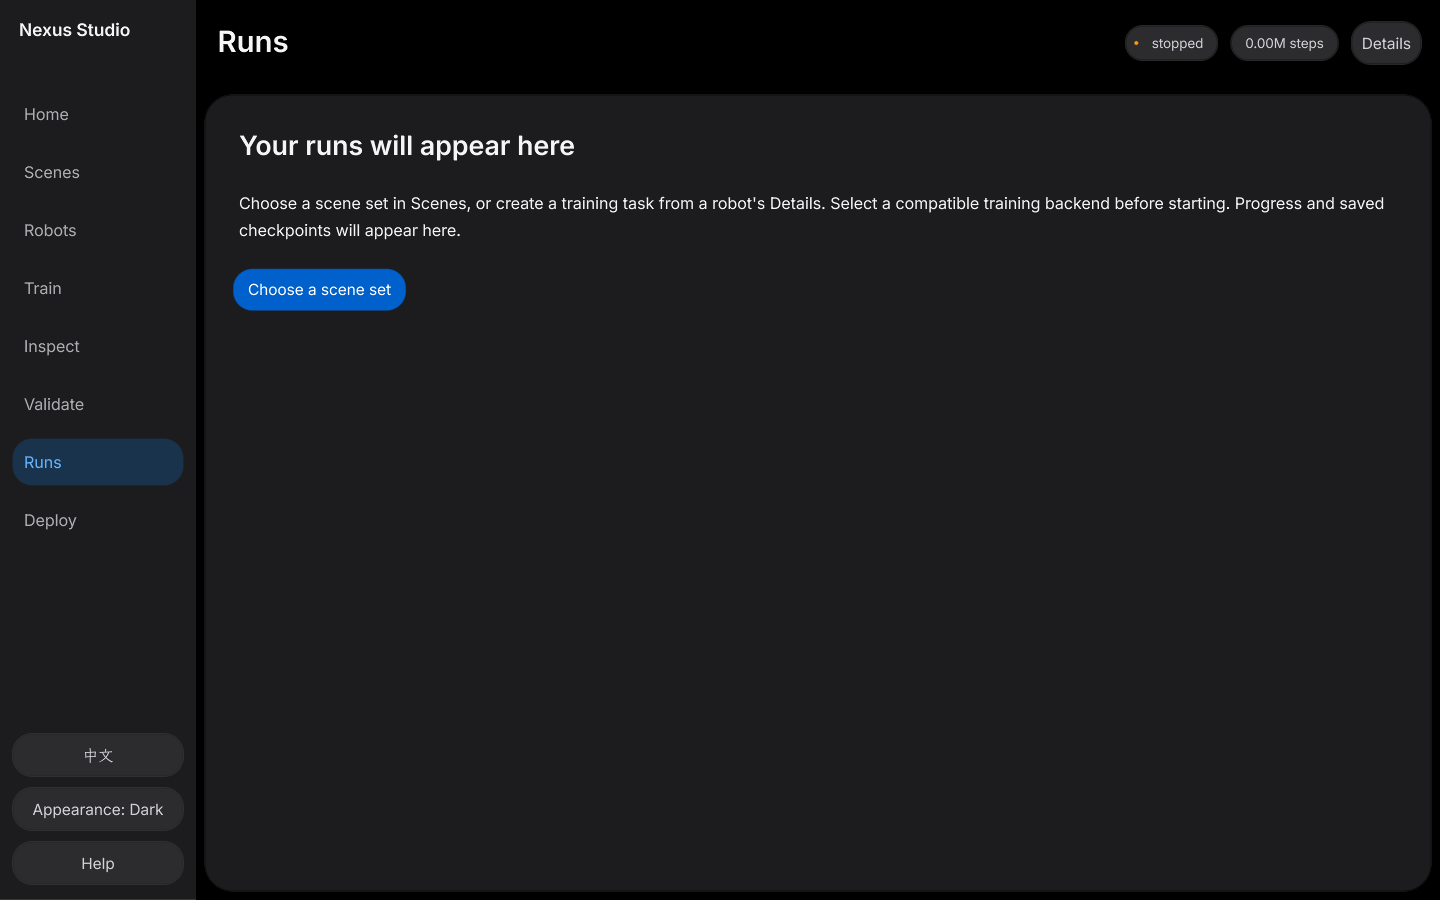 Nexus Studio
Home
Scenes
Robots
Train
Inspect
Validate
Runs
Deploy
中文
Appearance: Dark
Help
Runs
stopped
0.00M steps
Details
Your runs will appear here
Choose a scene set in Scenes, or create a training task from a robot's Details. Select a compatible training backend before starting. Progress and saved
checkpoints will appear here.
Choose a scene set